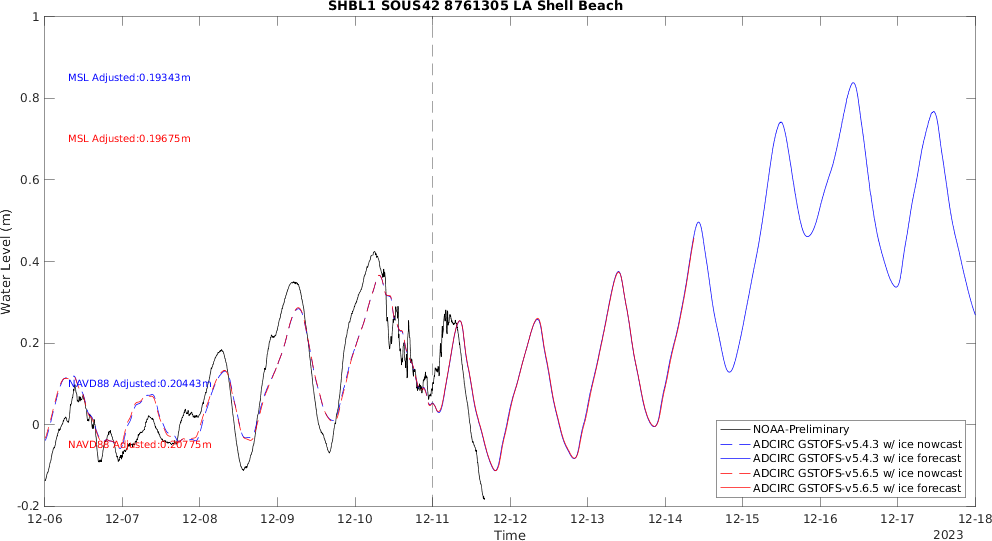 SHBL1 SOUS42 8761305 LA Shell Beach
1
0.8
0.6
0.4
0.2
0
-0.2
Water Level (m)
MSL Adjusted:0.19343m
MSL Adjusted:0.19675m
NAVD88 Adjusted:0.20443m
NAVD88 Adjusted:0.20775m
NOAA-Preliminary
ADCIRC GSTOFS-v5.4.3 w/ ice nowcast
ADCIRC GSTOFS-v5.4.3 w/ ice forecast
ADCIRC GSTOFS-v5.6.5 w/ ice nowcast
ADCIRC GSTOFS-v5.6.5 w/ ice forecast
12-06 12-07 12-08 12-09 12-10 12-11 12-12 12-13 12-14 12-15 12-16 12-17 12-18
Time
2023